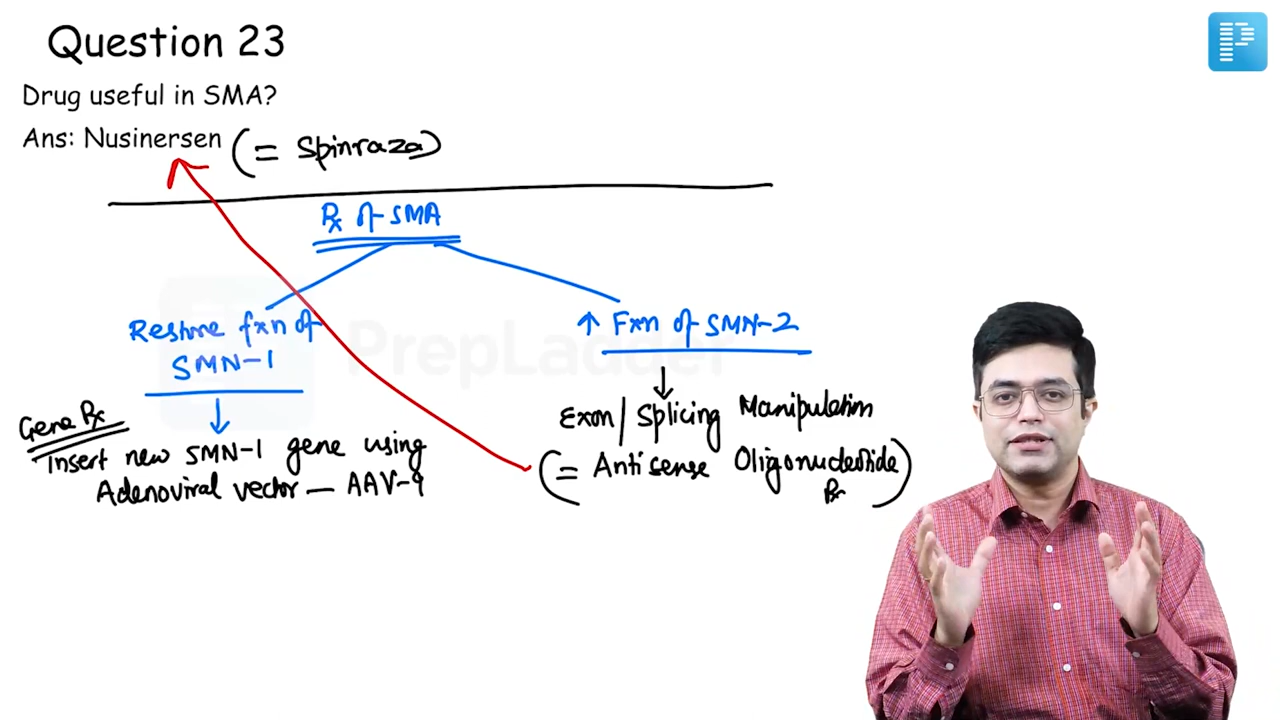 Question 23
Drug useful in SMA?
Ans: Nusinersen (= Spinraza)
Rx of SMA
Restore fxn of
SMN-1
↑ Fxn of SMN-2
Gene Rx
Insert new SMN-1 gene using
Adenoviral vector — AAV-9
Exon/Splicing Manipulation
(= Antisense Oligonucleotide
Rx)
PrepLadder